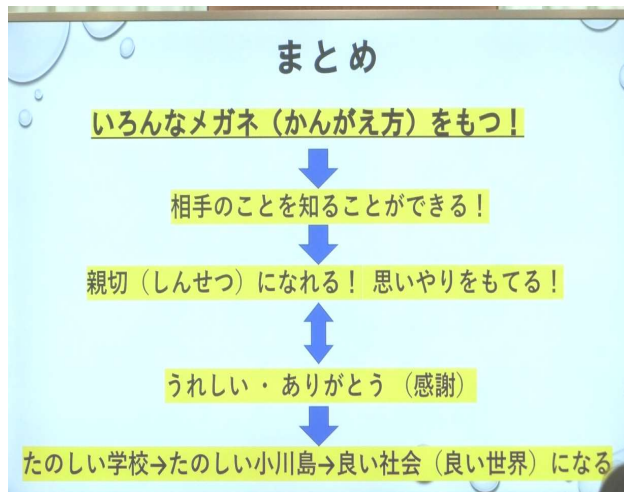 まとめ
いろんなメガネ（かんがえ方）をもつ！
相手のことを知ることができる！
親切（しんせつ）になれる！ 思いやりをもてる！
うれしい・ありがとう （感謝）
たのしい学校→たのしい小川島→良い社会（良い世界）になる